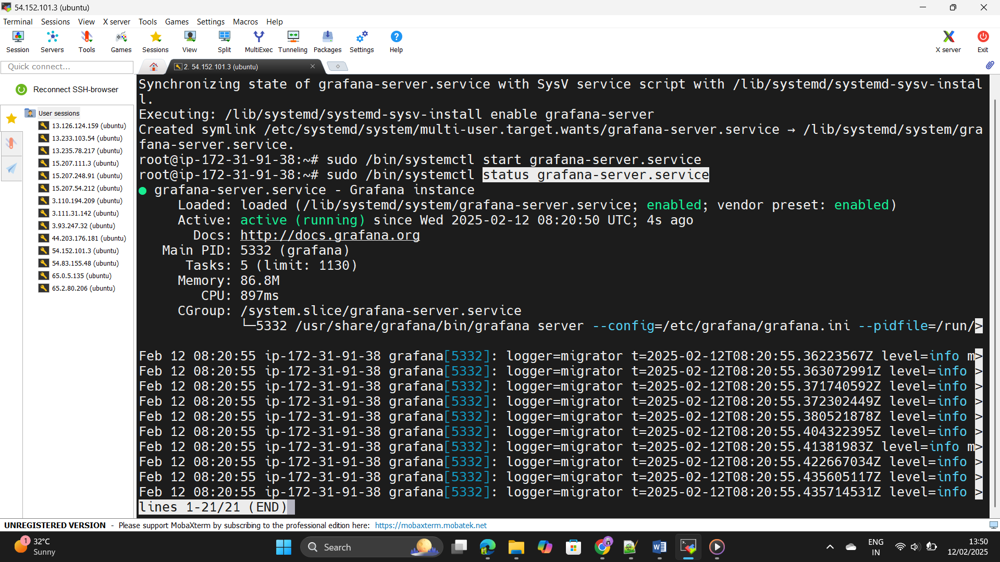 54.152.101.3 (ubuntu)
Terminal Sessions View X server Tools Games Settings Macros Help
Session Servers Tools Games Sessions View Split MultiExec Tunneling Packages Settings Help X server Exit
Quick connect...
2. 54.152.101.3 (ubuntu)
Reconnect SSH-browser
User sessions
13.126.124.159 (ubuntu)
13.233.103.54 (ubuntu)
13.235.78.217 (ubuntu)
15.207.111.3 (ubuntu)
15.207.248.91 (ubuntu)
15.207.54.212 (ubuntu)
3.110.194.209 (ubuntu)
3.111.31.142 (ubuntu)
3.93.247.32 (ubuntu)
44.203.176.181 (ubuntu)
54.152.101.3 (ubuntu)
54.83.155.48 (ubuntu)
65.0.5.135 (ubuntu)
65.2.80.206 (ubuntu)
Synchronizing state of grafana-server.service with SysV service script with /lib/systemd/systemd-sysv-instal
l.
Executing: /lib/systemd/systemd-sysv-install enable grafana-server
Created symlink /etc/systemd/system/multi-user.target.wants/grafana-server.service → /lib/systemd/system/gra
fana-server.service.
root@ip-172-31-91-38:~# sudo /bin/systemctl start grafana-server.service
root@ip-172-31-91-38:~# sudo /bin/systemctl status grafana-server.service
● grafana-server.service - Grafana instance
Loaded: loaded (/lib/systemd/system/grafana-server.service; enabled; vendor preset: enabled)
Active: active (running) since Wed 2025-02-12 08:20:50 UTC; 4s ago
Docs: http://docs.grafana.org
Main PID: 5332 (grafana)
Tasks: 5 (limit: 1130)
Memory: 86.8M
CPU: 897ms
CGroup: /system.slice/grafana-server.service
└─5332 /usr/share/grafana/bin/grafana server --config=/etc/grafana/grafana.ini --pidfile=/run/>
Feb 12 08:20:55 ip-172-31-91-38 grafana[5332]: logger=migrator t=2025-02-12T08:20:55.36223567Z level=info m>
Feb 12 08:20:55 ip-172-31-91-38 grafana[5332]: logger=migrator t=2025-02-12T08:20:55.363072991Z level=info >
Feb 12 08:20:55 ip-172-31-91-38 grafana[5332]: logger=migrator t=2025-02-12T08:20:55.371740592Z level=info >
Feb 12 08:20:55 ip-172-31-91-38 grafana[5332]: logger=migrator t=2025-02-12T08:20:55.372302449Z level=info >
Feb 12 08:20:55 ip-172-31-91-38 grafana[5332]: logger=migrator t=2025-02-12T08:20:55.380521878Z level=info >
Feb 12 08:20:55 ip-172-31-91-38 grafana[5332]: logger=migrator t=2025-02-12T08:20:55.404322395Z level=info >
Feb 12 08:20:55 ip-172-31-91-38 grafana[5332]: logger=migrator t=2025-02-12T08:20:55.41381983Z level=info m>
Feb 12 08:20:55 ip-172-31-91-38 grafana[5332]: logger=migrator t=2025-02-12T08:20:55.422667034Z level=info >
Feb 12 08:20:55 ip-172-31-91-38 grafana[5332]: logger=migrator t=2025-02-12T08:20:55.435605117Z level=info >
Feb 12 08:20:55 ip-172-31-91-38 grafana[5332]: logger=migrator t=2025-02-12T08:20:55.435714531Z level=info >
lines 1-21/21 (END)
UNREGISTERED VERSION - Please support MobaXterm by subscribing to the professional edition here: https://mobaxterm.mobatek.net
1
32°C
Sunny
Search
ENG
IN
13:50
12/02/2025